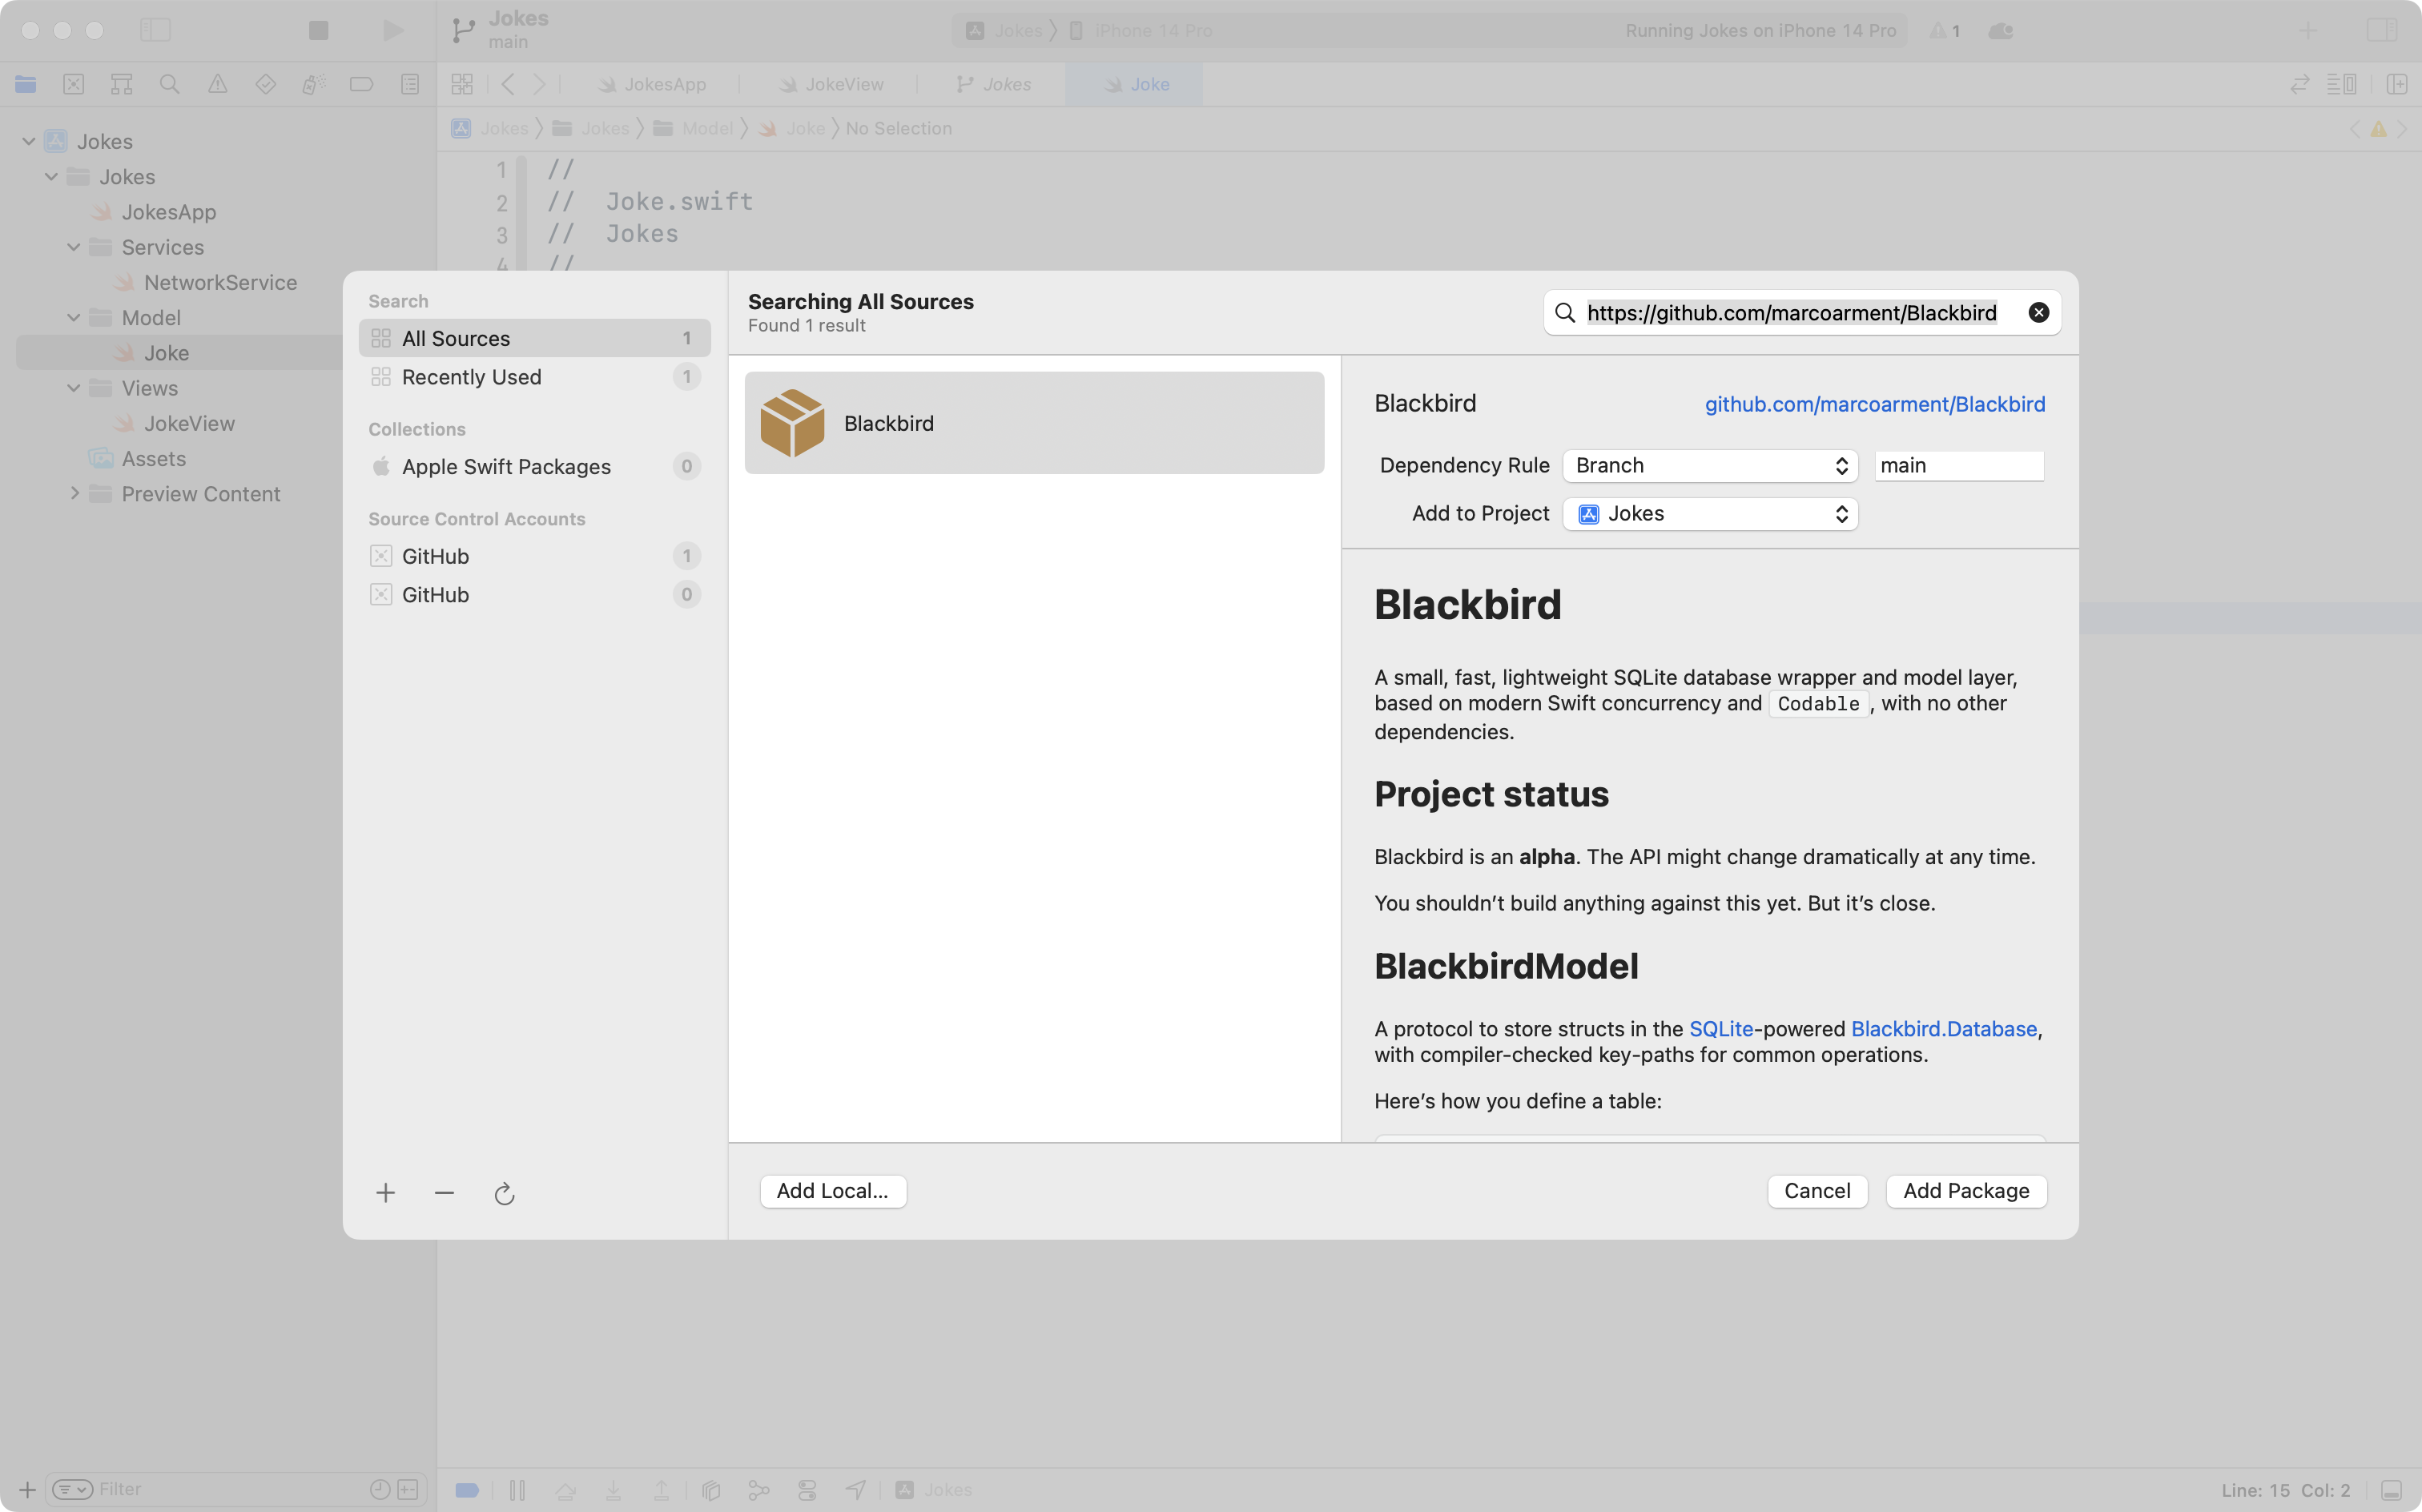 Jokes
main
Jokes
iPhone 14 Pro
Running Jokes on iPhone 14 Pro
1
JokesApp
JokeView
Jokes
Joke
Jokes
Jokes
Model
Joke
No Selection
Jokes
Jokes
JokesApp
Services
NetworkService
Model
Joke
Views
JokeView
Assets
Preview Content
1 //
2 // Joke.swift
3 // Jokes
4 //
Search
All Sources 1
Recently Used 1
Collections
Apple Swift Packages 0
Source Control Accounts
GitHub 1
GitHub 0
Searching All Sources
Found 1 result
https://github.com/marcoarment/Blackbird
Blackbird
Blackbird
github.com/marcoarment/Blackbird
Dependency Rule Branch main
Add to Project Jokes
Blackbird
A small, fast, lightweight SQLite database wrapper and model layer,
based on modern Swift concurrency and Codable, with no other
dependencies.
Project status
Blackbird is an alpha. The API might change dramatically at any time.
You shouldn’t build anything against this yet. But it’s close.
BlackbirdModel
A protocol to store structs in the SQLite-powered Blackbird.Database,
with compiler-checked key-paths for common operations.
Here’s how you define a table:
Add Local...
Cancel
Add Package
Filter
Jokes
Line: 15 Col: 2